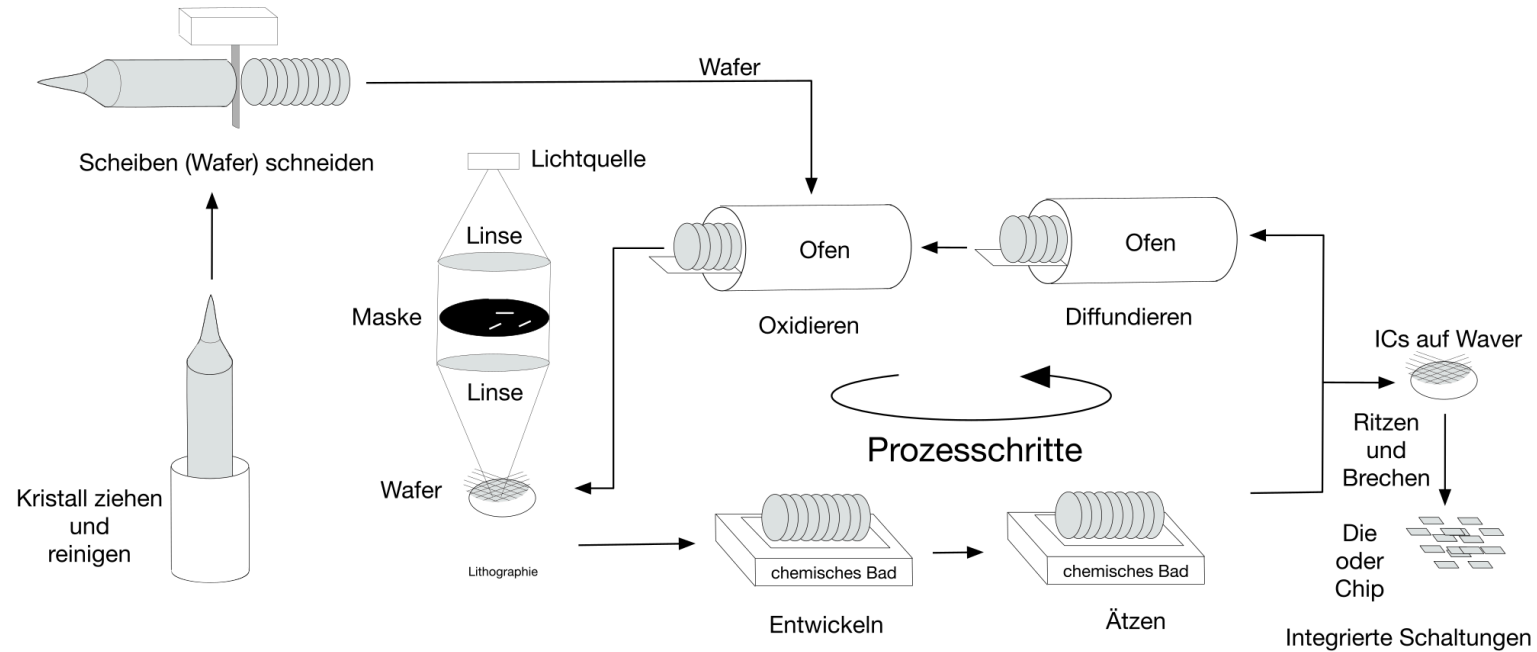 Wafer
Scheiben (Wafer) schneiden
Lichtquelle
Linse
Maske
Linse
Wafer
Lithographie
Kristall ziehen
und
reinigen
Ofen
Oxidieren
Ofen
Diffundieren
Prozesschritte
chemisches Bad
Entwickeln
chemisches Bad
Ätzen
ICs auf Waver
Ritzen
und
Brechen
Die
oder
Chip
Integrierte Schaltungen